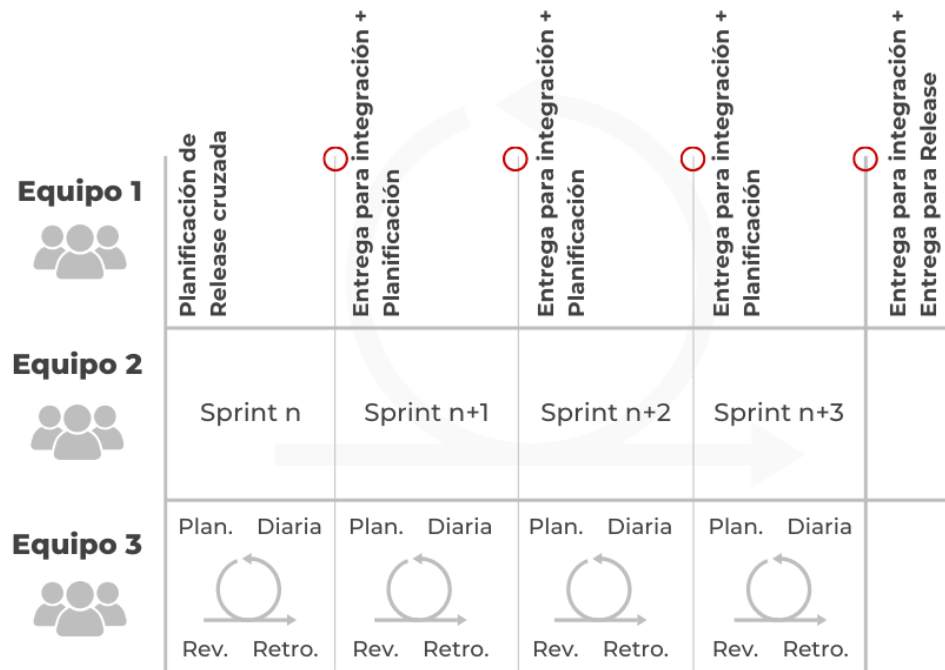 Equipo 1
Planificación de
Release cruzada
Entrega para integración +
Planificación
Entrega para integración +
Planificación
Entrega para integración +
Planificación
Entrega para integración +
Entrega para Release
Equipo 2
Sprint n
Sprint n+1
Sprint n+2
Sprint n+3
Equipo 3
Plan. Diaria
Rev. Retro.
Plan. Diaria
Rev. Retro.
Plan. Diaria
Rev. Retro.
Plan. Diaria
Rev. Retro.